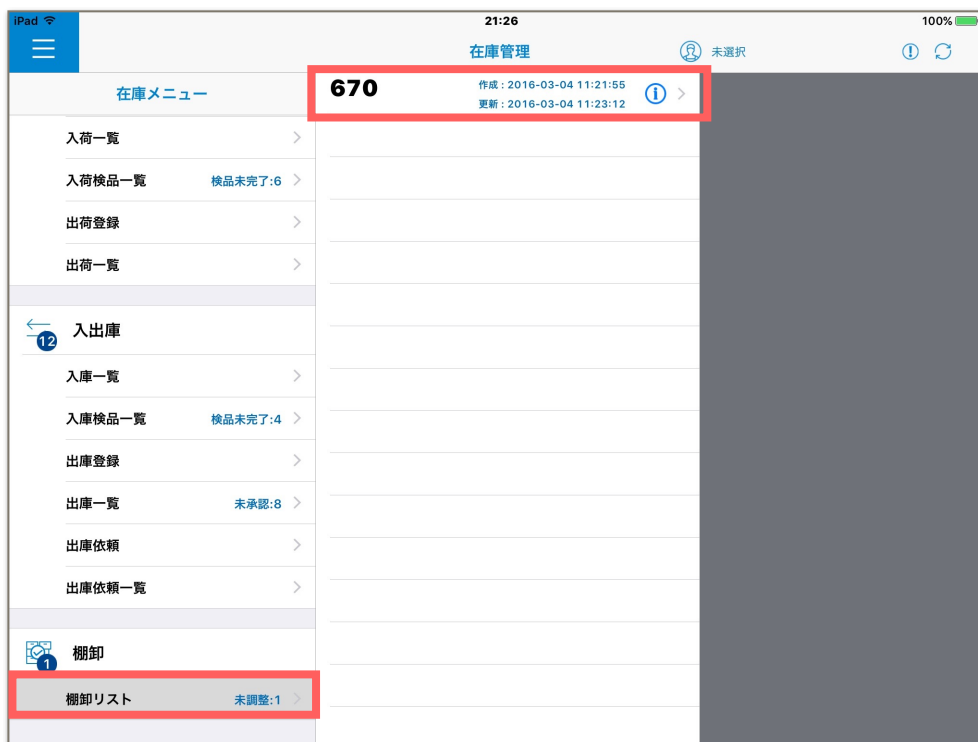 iPad 21:26 100%
在庫管理 未選択
在庫メニュー
670
作成 : 2016-03-04 11:21:55
更新 : 2016-03-04 11:23:12
入荷一覧
入荷検品一覧 検品未完了:6
出荷登録
出荷一覧
12 入出庫
入庫一覧
入庫検品一覧 検品未完了:4
出庫登録
出庫一覧 未承認:8
出庫依頼
出庫依頼一覧
1 棚卸
棚卸リスト 未調整:1